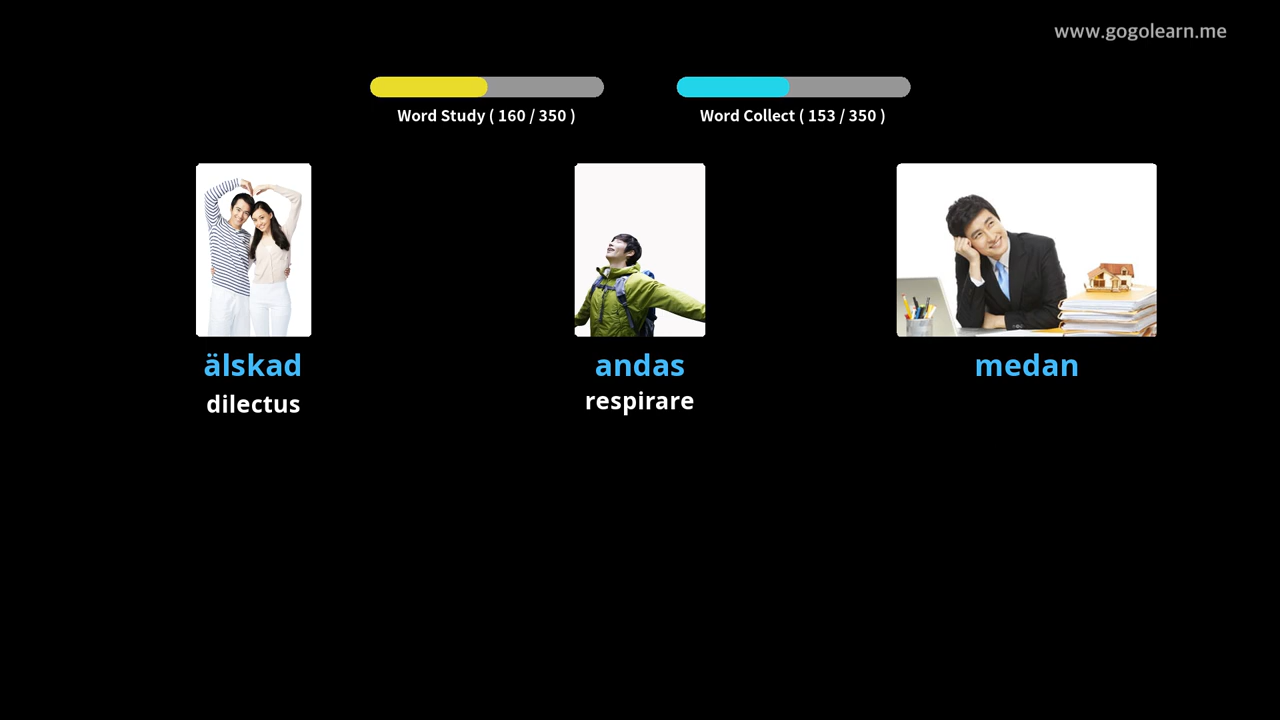 www.gogolearn.me
Word Study ( 160 / 350 )
Word Collect ( 153 / 350 )
älskad
andas
medan
dilectus
respirare